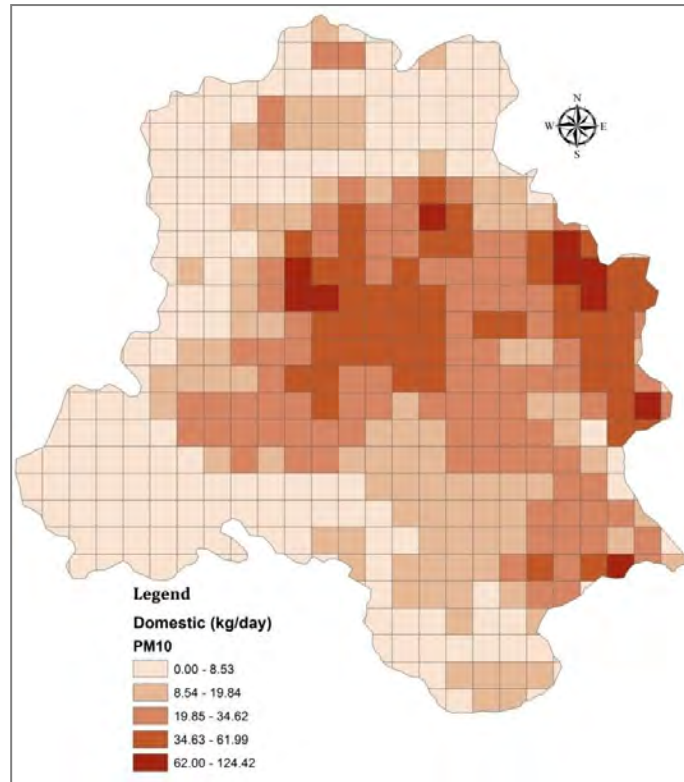 N
W E
S
Legend
Domestic (kg/day)
PM10
0.00 - 8.53
8.54 - 19.84
19.85 - 34.62
34.63 - 61.99
62.00 - 124.42